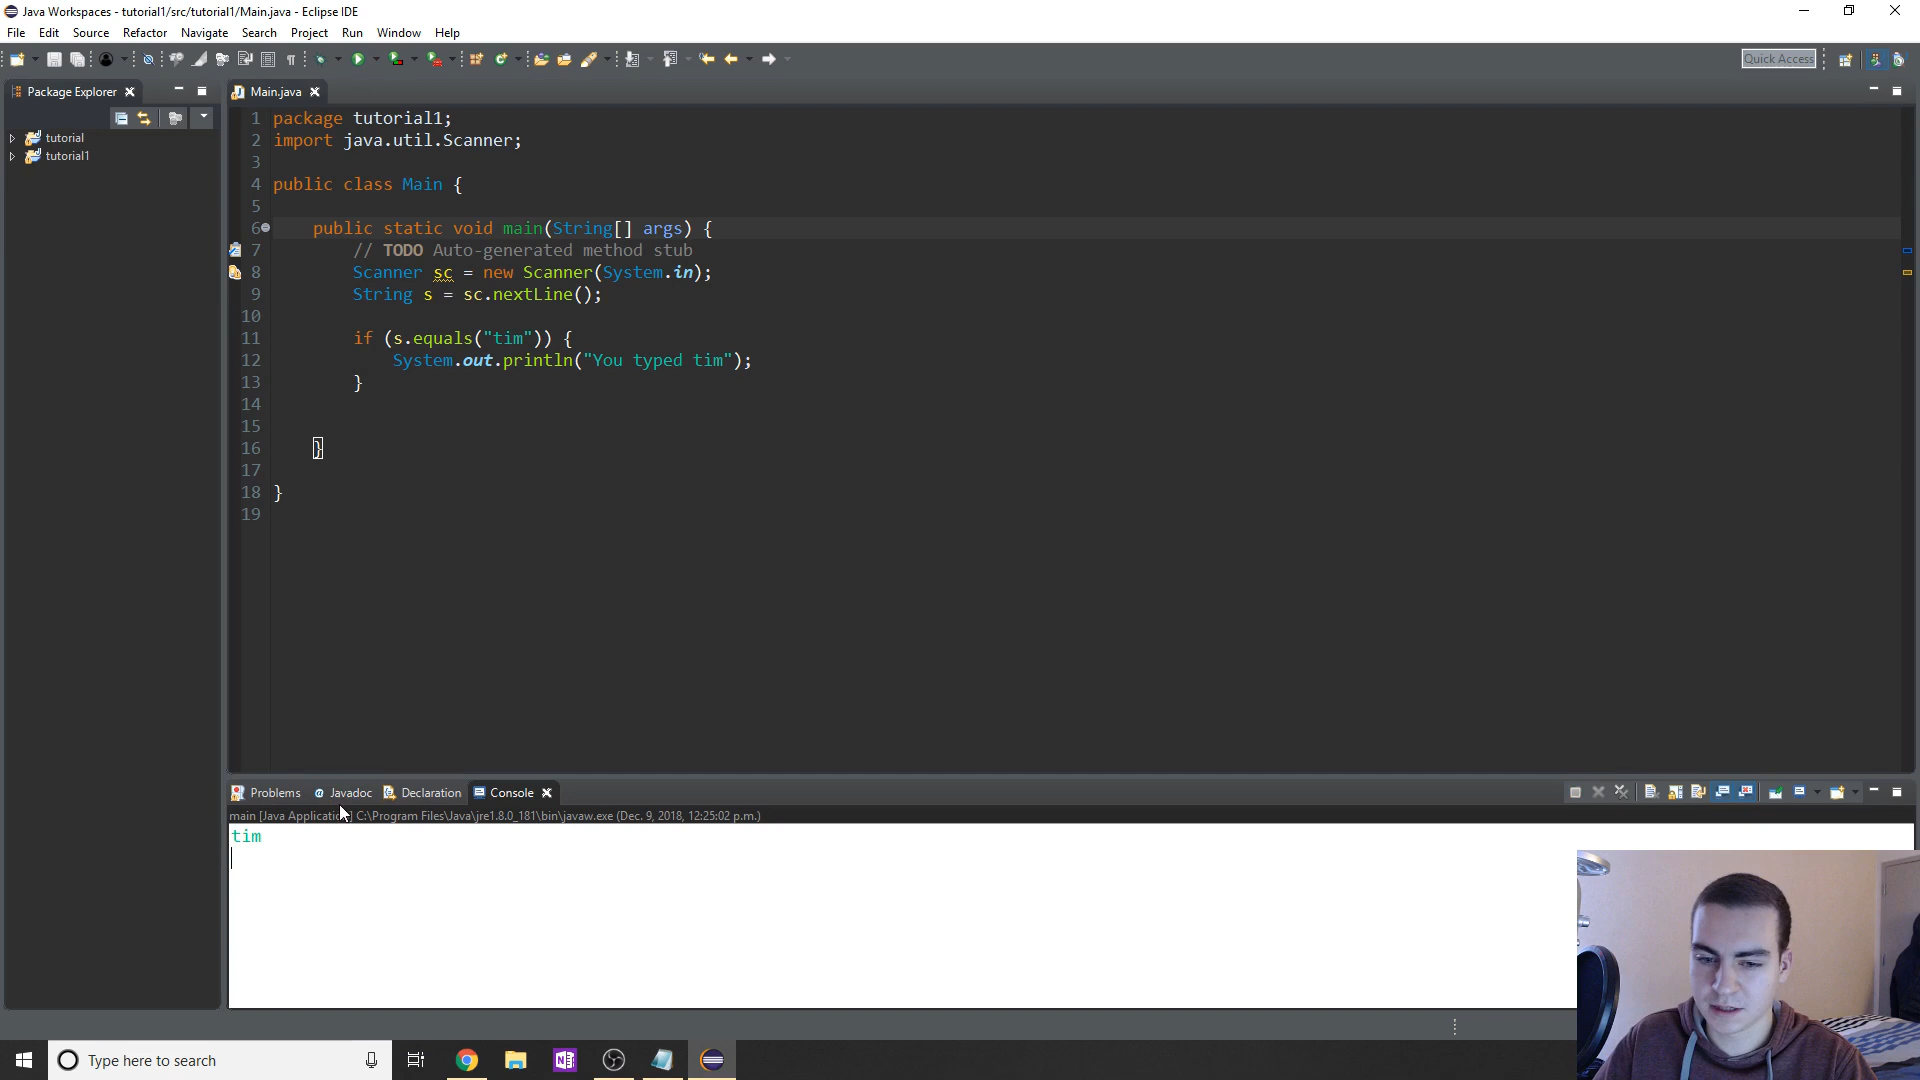 Java Workspaces - tutorial1/src/tutorial1/Main.java - Eclipse IDE
File Edit Source Refactor Navigate Search Project Run Window Help
Quick Access
Package Explorer
Main.java
tutorial
tutorial1
1 package tutorial1;
2 import java.util.Scanner;
3
4 public class Main {
5
6 public static void main(String[] args) {
7 // TODO Auto-generated method stub
8 Scanner sc = new Scanner(System.in);
9 String s = sc.nextLine();
10
11 if (s.equals("tim")) {
12 System.out.println("You typed tim");
13 }
14
15
16 }
17
18 }
19
Problems Javadoc Declaration Console
main [Java Application] C:\Program Files\Java\jre1.8.0_181\bin\javaw.exe (Dec. 9, 2018, 12:25:02 p.m.)
tim
Type here to search